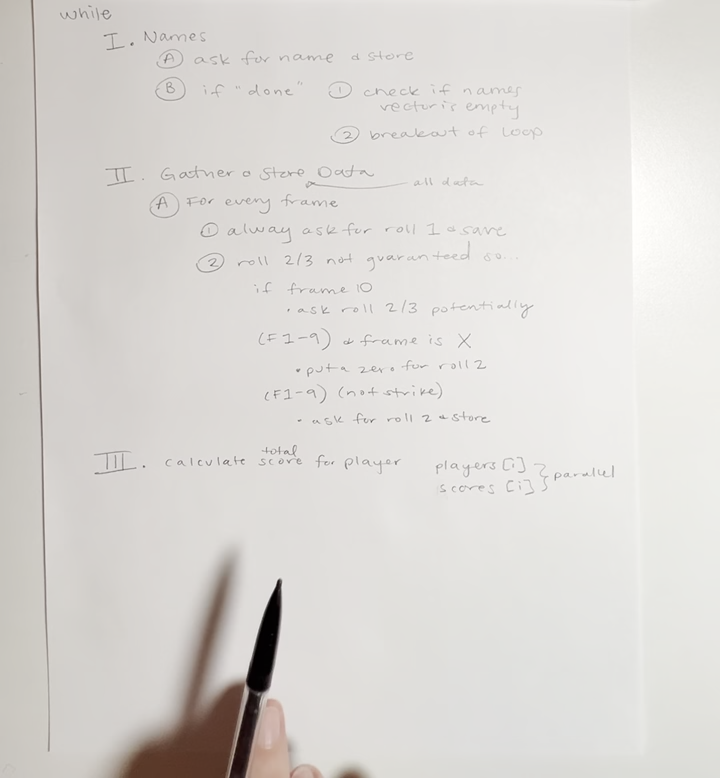 while
I. Names
A ask for name & store
B if "done" 1 check if names
vector is empty
2 breakout of loop
II. Gather & Store Data
all data
A For every frame
1 alway ask for roll 1 & save
2 roll 2/3 not guaranteed so...
if frame 10
• ask roll 2/3 potentially
(F1-9) & frame is X
• put a zero for roll 2
(F1-9) (not strike)
• ask for roll 2 & store
III. calculate total score for player players [i] } parallel
scores [i]